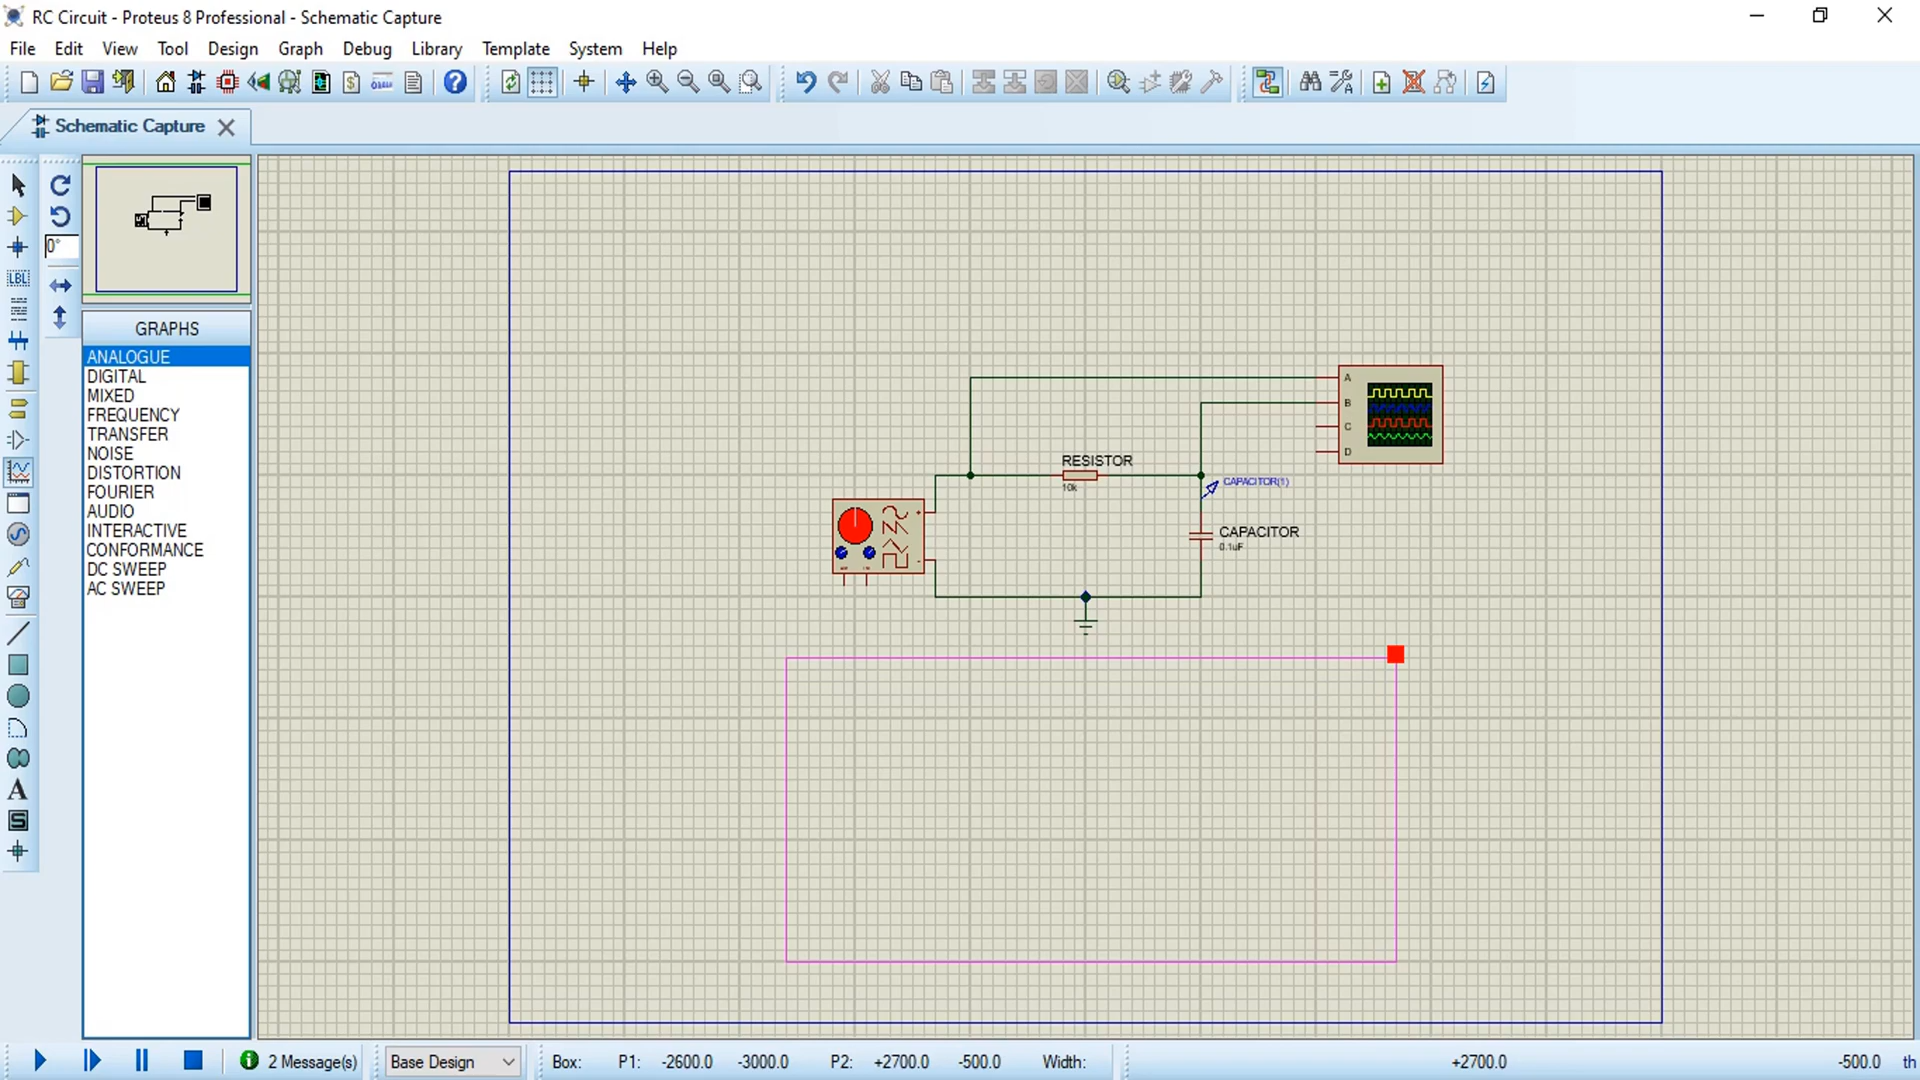 RC Circuit - Proteus 8 Professional - Schematic Capture
File Edit View Tool Design Graph Debug Library Template System Help
Schematic Capture
LBL
0°
GRAPHS
ANALOGUE
DIGITAL
MIXED
FREQUENCY
TRANSFER
NOISE
DISTORTION
FOURIER
AUDIO
INTERACTIVE
CONFORMANCE
DC SWEEP
AC SWEEP
A
S
A
B
C
D
RESISTOR
10k
CAPACITOR(1)
CAPACITOR
0.1uF
2 Message(s) Base Design Box: P1: -2600.0 -3000.0 P2: +2700.0 -500.0 Width: +2700.0 -500.0 th